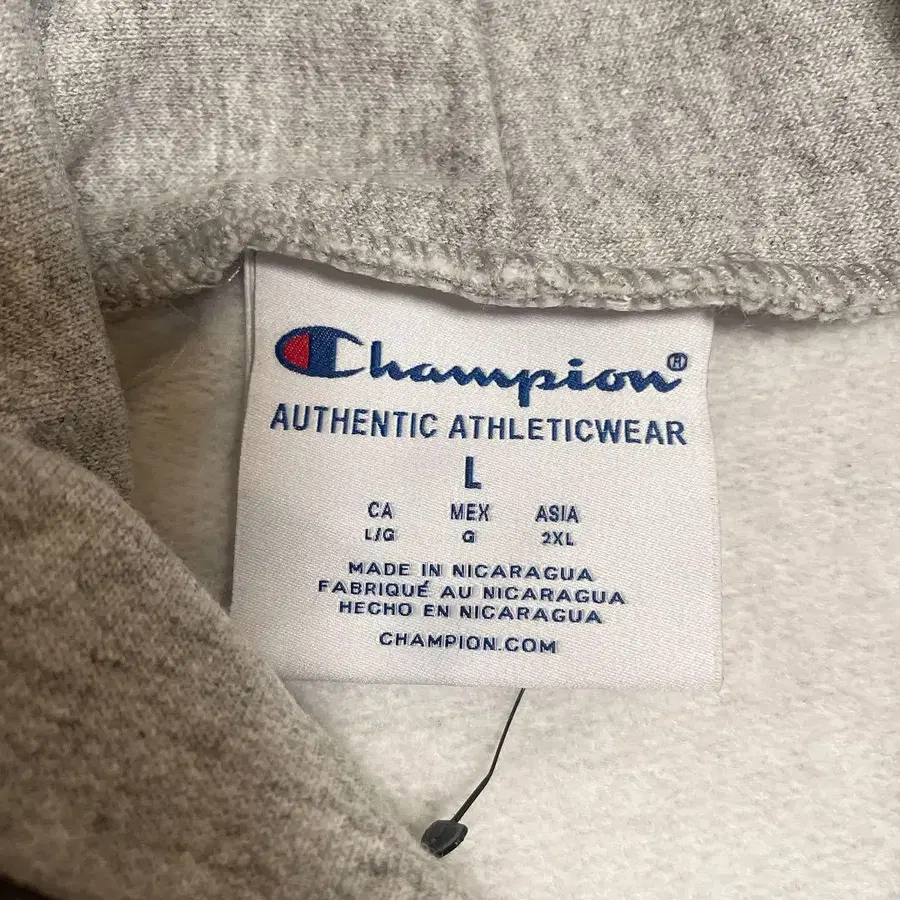 Champion®
AUTHENTIC ATHLETICWEAR
L
CA MEX ASIA
L/G G 2XL
MADE IN NICARAGUA
FABRIQUÉ AU NICARAGUA
HECHO EN NICARAGUA
CHAMPION.COM